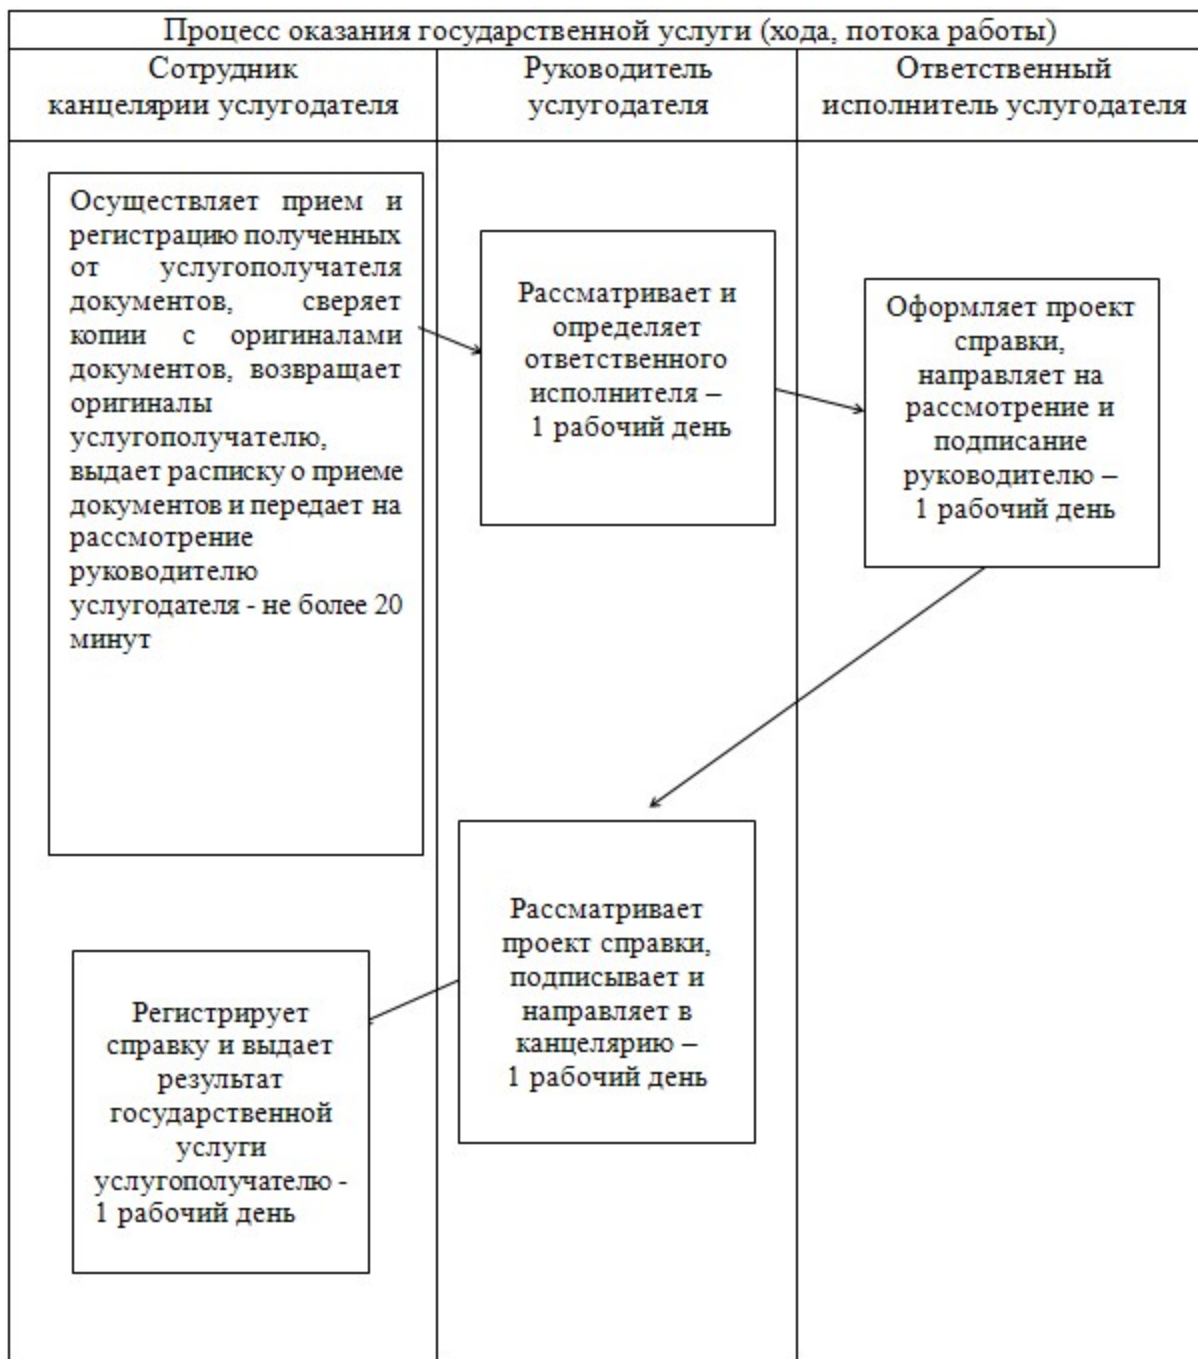 Процесс оказания государственной услуги (хода, потока работы)
Сотрудник
канцелярии услугодателя
Руководитель
услугодателя
Ответственный
исполнитель услугодателя
Осуществляет прием и
регистрацию полученных
от услугополучателя
документов, сверяет
копии с оригиналами
документов, возвращает
оригиналы
услугополучателю,
выдает расписку о приеме
документов и передает на
рассмотрение
руководителю
услугодателя - не более 20
минут
Рассматривает и
определяет
ответственного
исполнителя –
1 рабочий день
Оформляет проект
справки,
направляет на
рассмотрение и
подписание
руководителю –
1 рабочий день
Рассматривает
проект справки,
подписывает и
направляет в
канцелярию –
1 рабочий день
Регистрирует
справку и выдает
результат
государственной
услуги
услугополучателю -
1 рабочий день